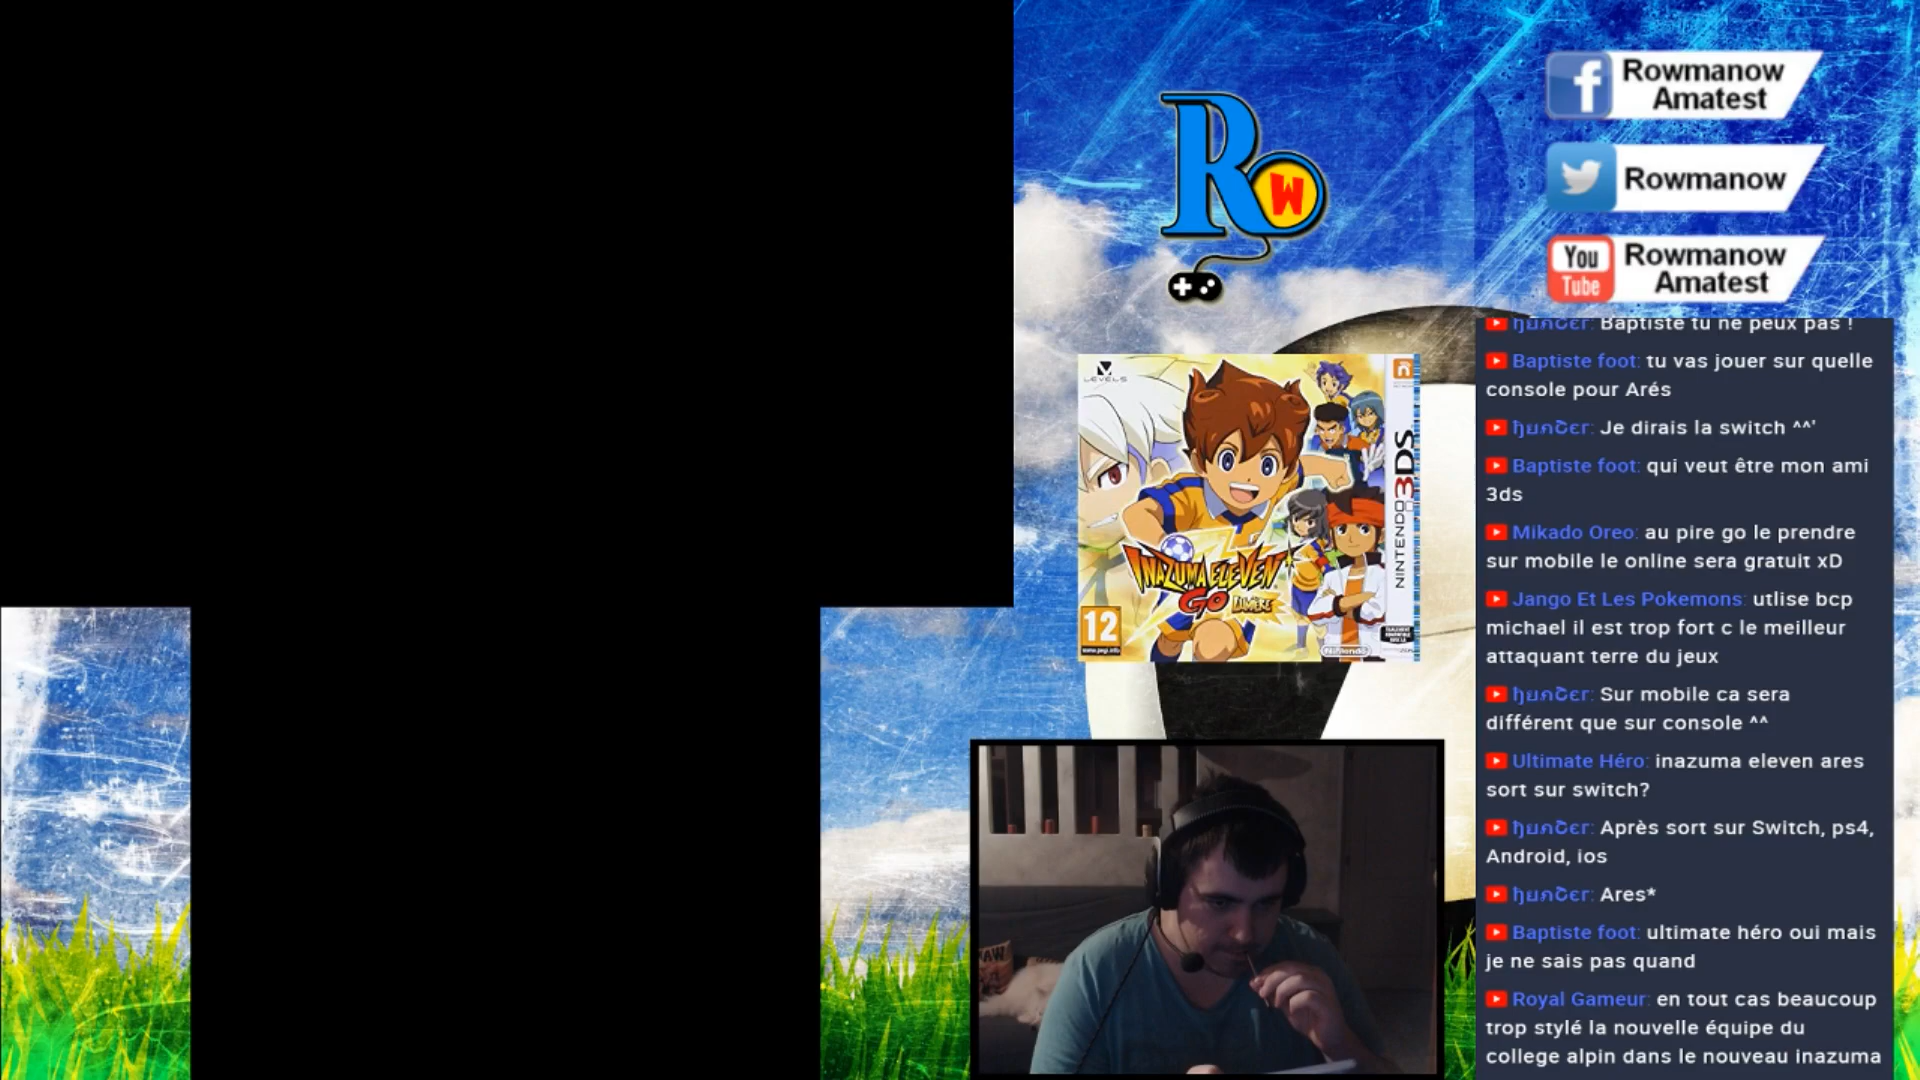 R
W
Rowmanow
Amatest
Rowmanow
You
Tube
Rowmanow
Amatest
LEVEL5
NINTENDO 3DS
INAZUMA ELEVEN
GO LUMIÈRE
12
www.pegi.info
Nintendo
Baptiste tu ne peux pas !
Baptiste foot: tu vas jouer sur quelle
console pour Arés
Je dirais la switch ^^'
Baptiste foot: qui veut être mon ami
3ds
Mikado Oreo: au pire go le prendre
sur mobile le online sera gratuit xD
Jango Et Les Pokemons: utlise bcp
michael il est trop fort c le meilleur
attaquant terre du jeux
Sur mobile ca sera
différent que sur console ^^
Ultimate Héro: inazuma eleven ares
sort sur switch?
Après sort sur Switch, ps4,
Android, ios
Ares*
Baptiste foot: ultimate héro oui mais
je ne sais pas quand
Royal Gameur: en tout cas beaucoup
trop stylé la nouvelle équipe du
college alpin dans le nouveau inazuma